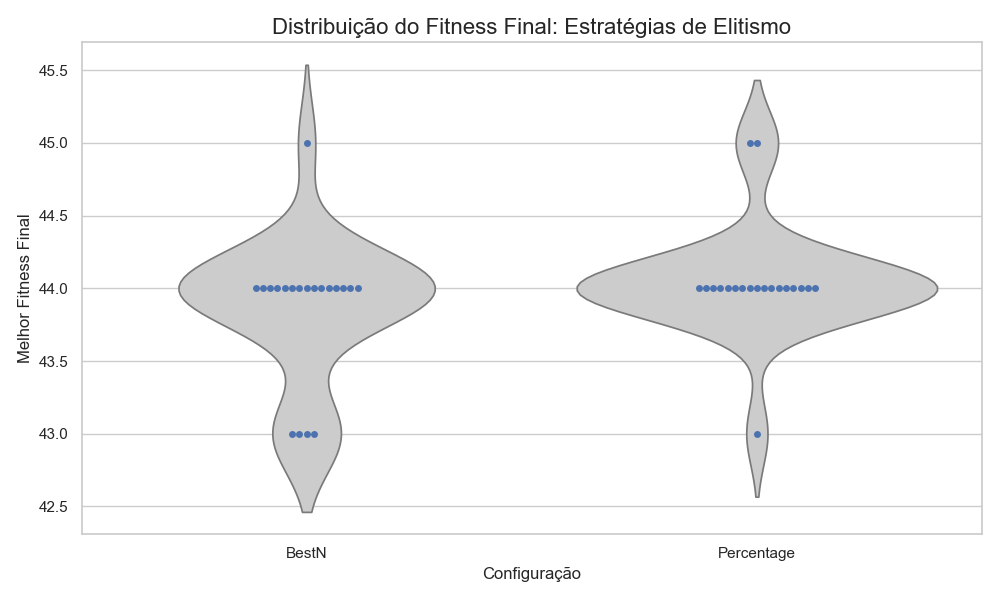 Distribuição do Fitness Final: Estratégias de Elitismo
Melhor Fitness Final
45.5
45.0
44.5
44.0
43.5
43.0
42.5
BestN
Percentage
Configuração